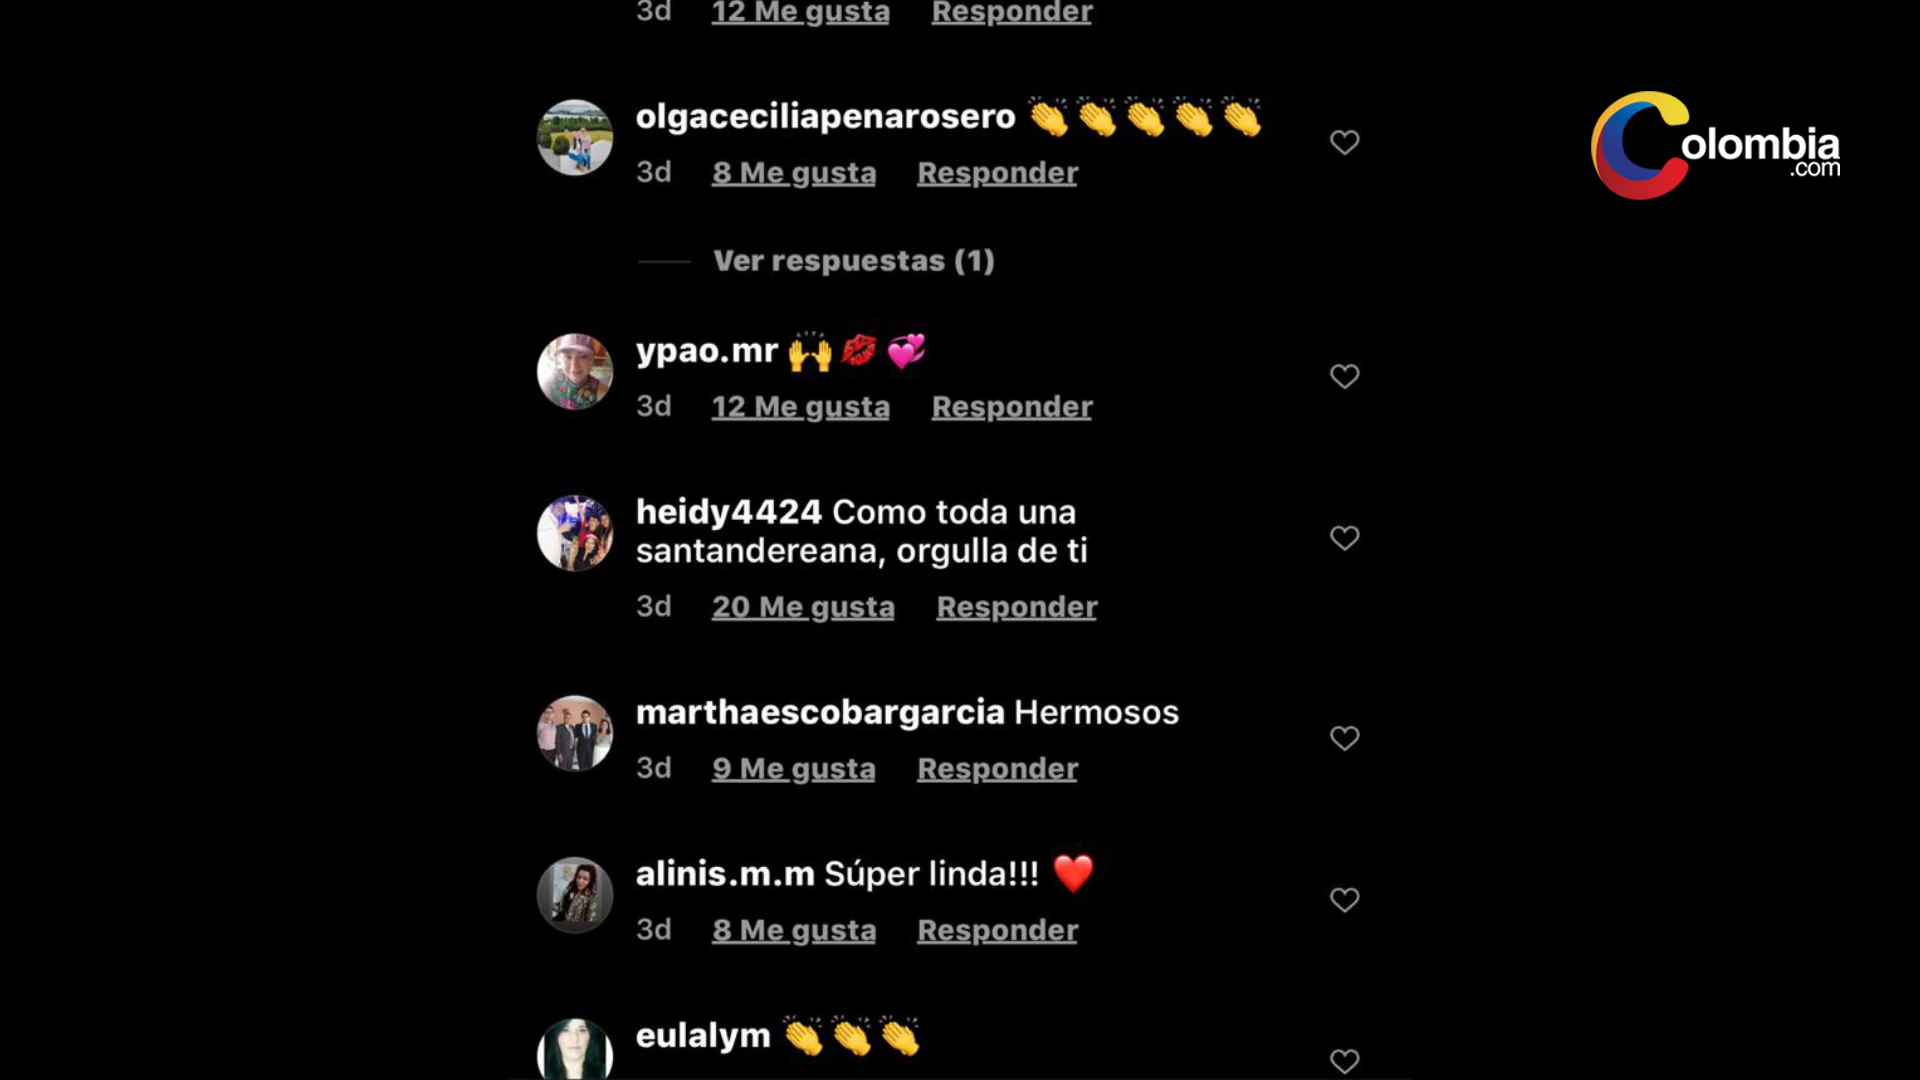 3d 12 Me gusta Responder
olgaceciliapenarosero 👏👏👏👏👏
3d 8 Me gusta Responder
Ver respuestas (1)
ypao.mr 🙌💋💞
3d 12 Me gusta Responder
heidy4424 Como toda una
santandereana, orgulla de ti
3d 20 Me gusta Responder
marthaescobargarcia Hermosos
3d 9 Me gusta Responder
alinis.m.m Súper linda!!! ❤️
3d 8 Me gusta Responder
eulalym 👏👏👏
Colombia
.com